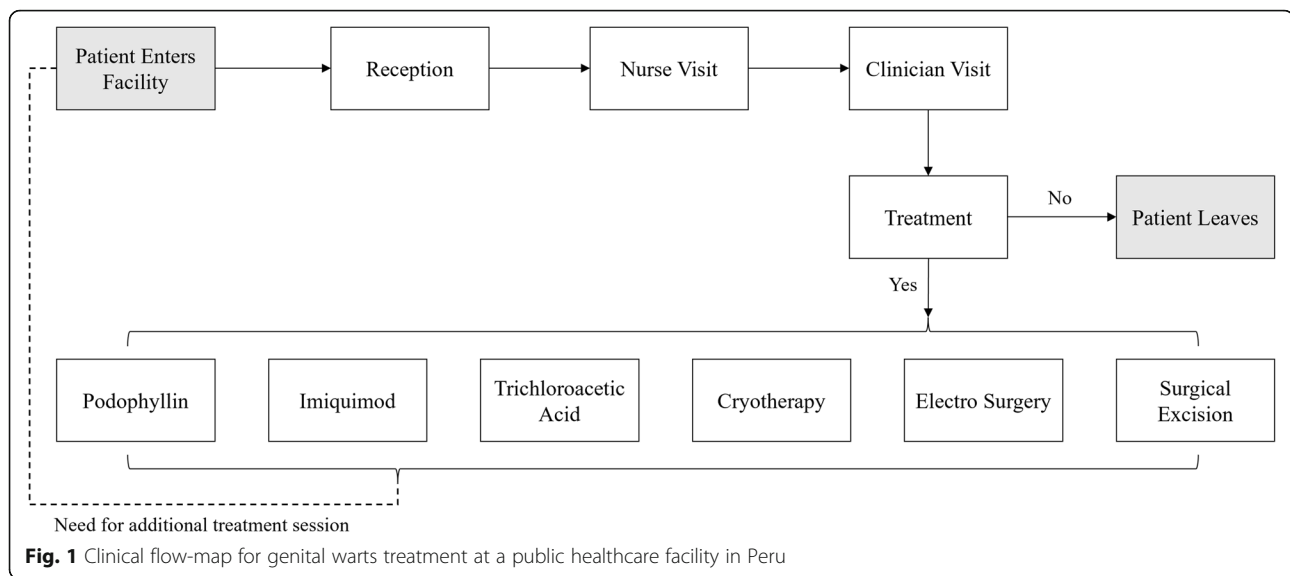 Patient Enters
Facility
Reception
Nurse Visit
Clinician Visit
Treatment
No
Patient Leaves
Yes
Podophyllin
Imiquimod
Trichloroacetic
Acid
Cryotherapy
Electro Surgery
Surgical
Excision
Need for additional treatment session
Fig. 1 Clinical flow-map for genital warts treatment at a public healthcare facility in Peru